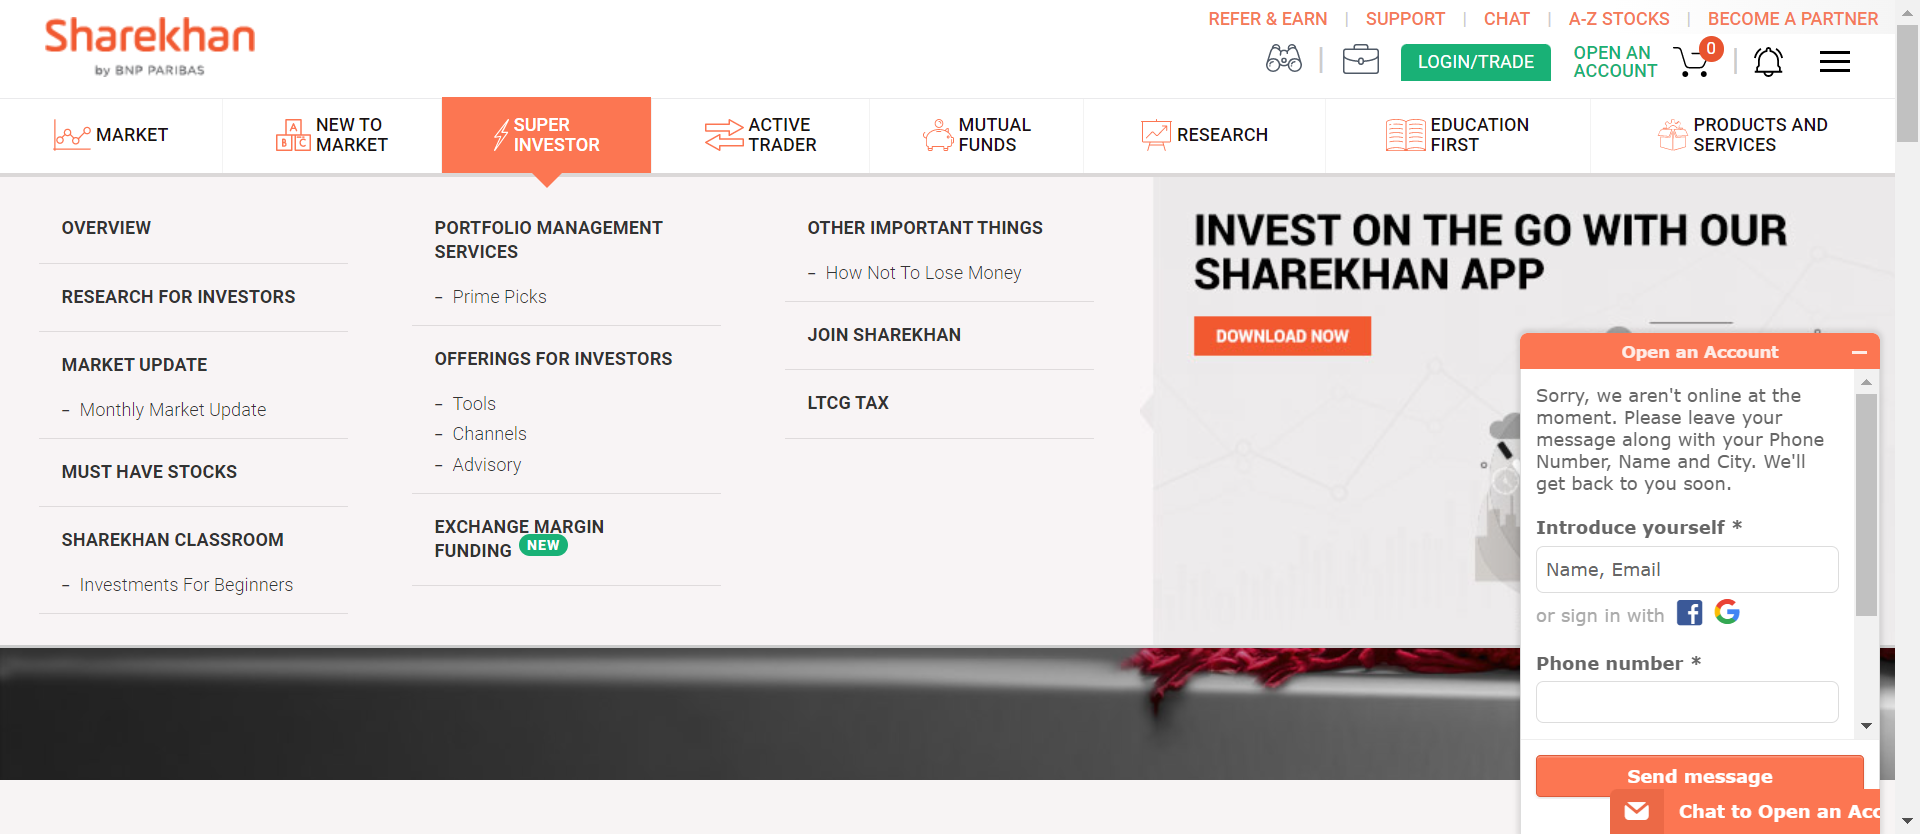 Sharekhan
by BNP PARIBAS
REFER & EARN | SUPPORT | CHAT | A-Z STOCKS | BECOME A PARTNER
LOGIN/TRADE
OPEN AN
ACCOUNT
0
MARKET
NEW TO
MARKET
A
B C
SUPER
INVESTOR
ACTIVE
TRADER
MUTUAL
FUNDS
RESEARCH
EDUCATION
FIRST
PRODUCTS AND
SERVICES
OVERVIEW
RESEARCH FOR INVESTORS
MARKET UPDATE
- Monthly Market Update
MUST HAVE STOCKS
SHAREKHAN CLASSROOM
- Investments For Beginners
PORTFOLIO MANAGEMENT
SERVICES
- Prime Picks
OFFERINGS FOR INVESTORS
- Tools
- Channels
- Advisory
EXCHANGE MARGIN
FUNDING NEW
OTHER IMPORTANT THINGS
- How Not To Lose Money
JOIN SHAREKHAN
LTCG TAX
INVEST ON THE GO WITH OUR
SHAREKHAN APP
DOWNLOAD NOW
Open an Account
Sorry, we aren't online at the
moment. Please leave your
message along with your Phone
Number, Name and City. We'll
get back to you soon.
Introduce yourself *
Name, Email
or sign in with
Phone number *
Send message
Chat to Open an Acc